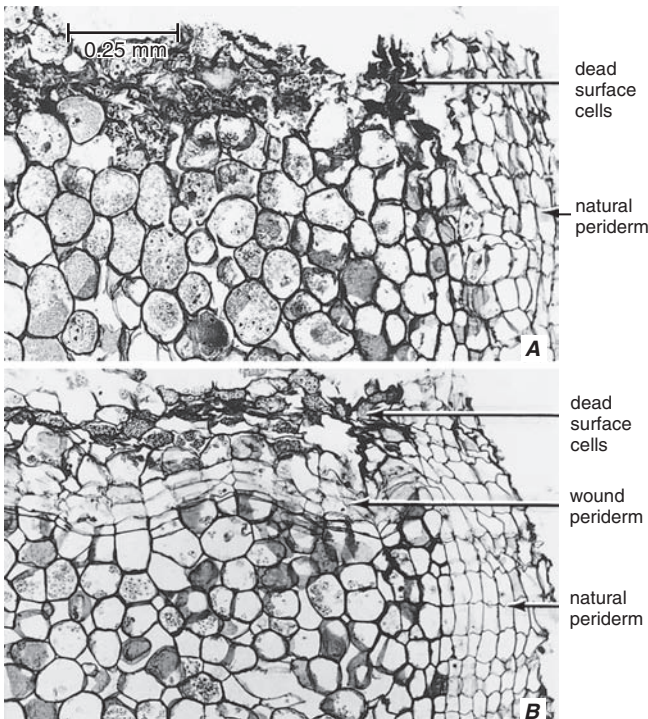 0.25 mm
dead
surface
cells
natural
periderm
A
dead
surface
cells
wound
periderm
natural
periderm
B